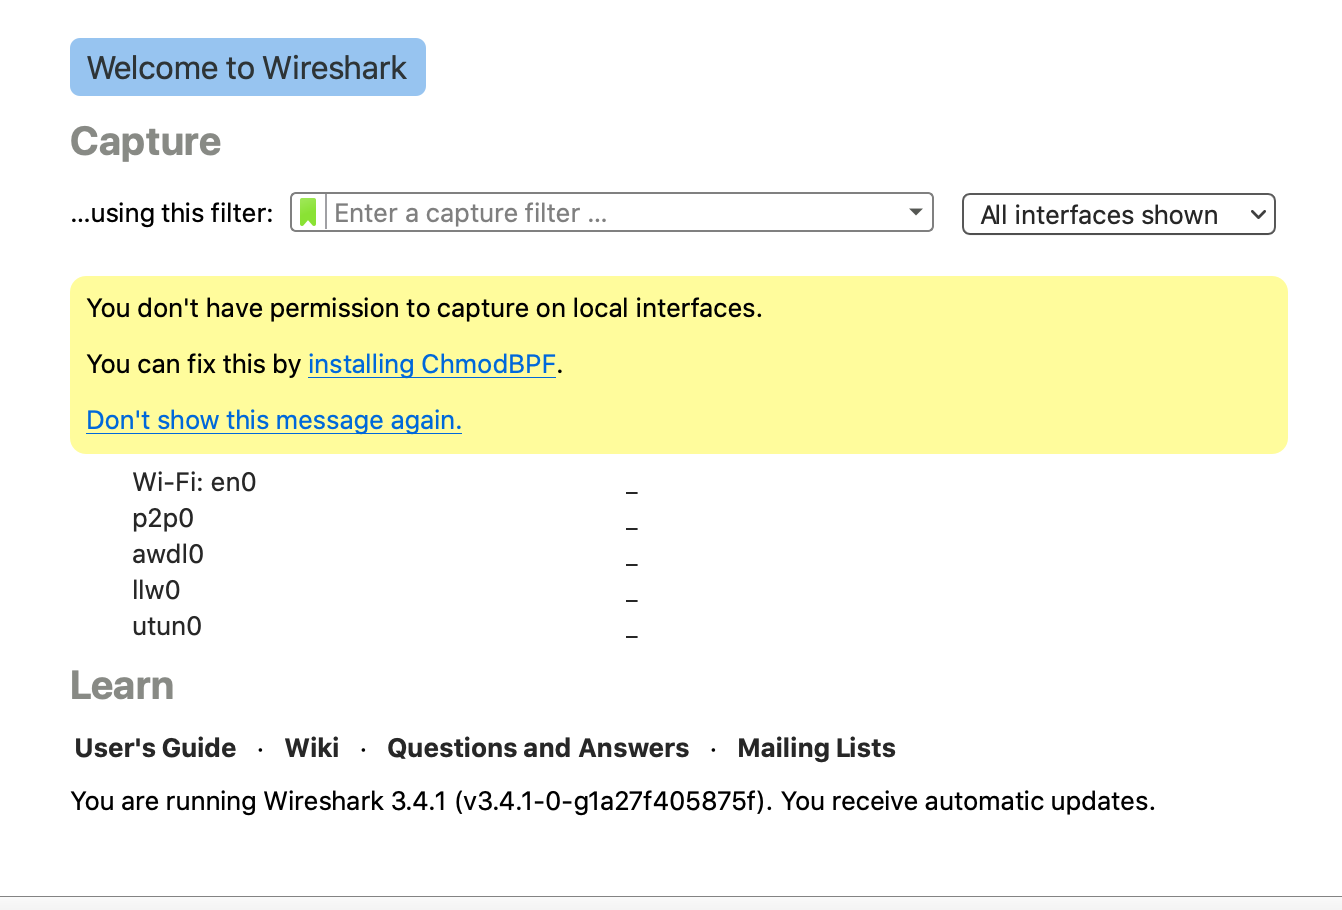 Welcome to Wireshark
Capture
...using this filter: Enter a capture filter ... All interfaces shown
You don't have permission to capture on local interfaces.
You can fix this by installing ChmodBPF.
Don't show this message again.
Wi-Fi: en0 _
p2p0 _
awdl0 _
llw0 _
utun0 _
Learn
User's Guide · Wiki · Questions and Answers · Mailing Lists
You are running Wireshark 3.4.1 (v3.4.1-0-g1a27f405875f). You receive automatic updates.